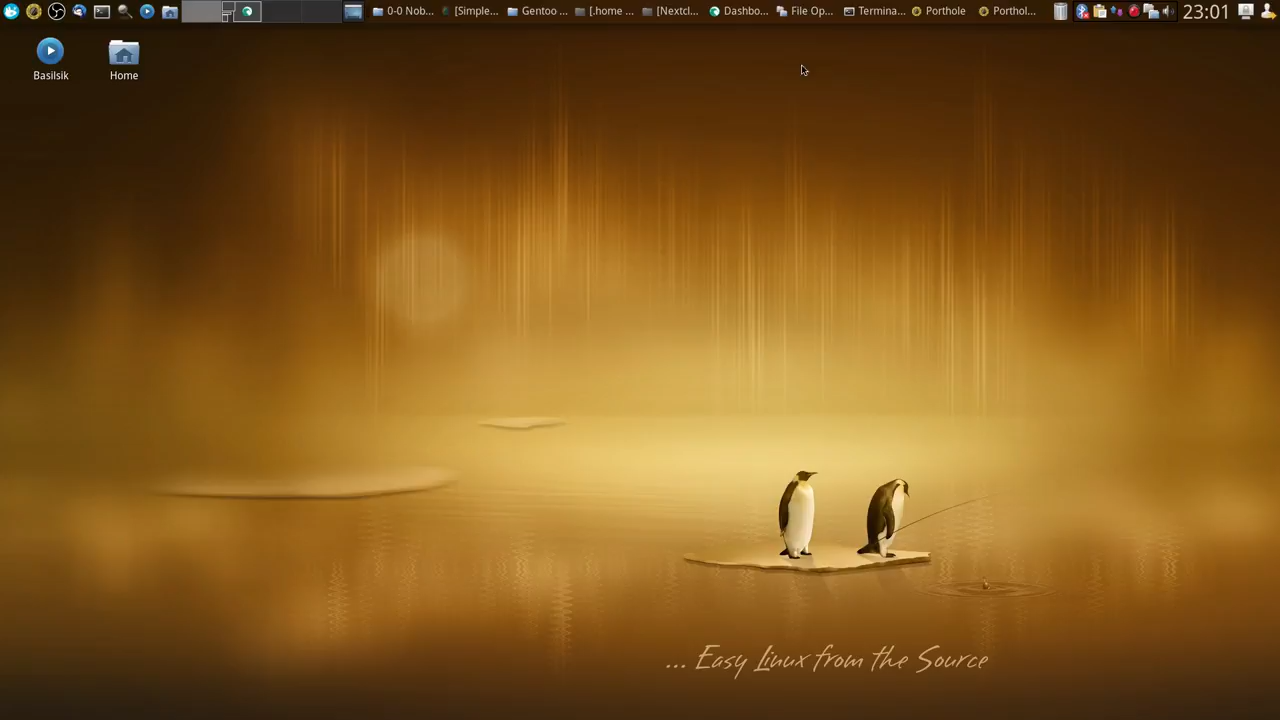 0-0 Nob... [Simple... Gentoo ... [.home ... [Nextcl... Dashbo... File Op... Termina... Porthole Porthol... 23:01
Basilsik Home
... Easy Linux from the Source